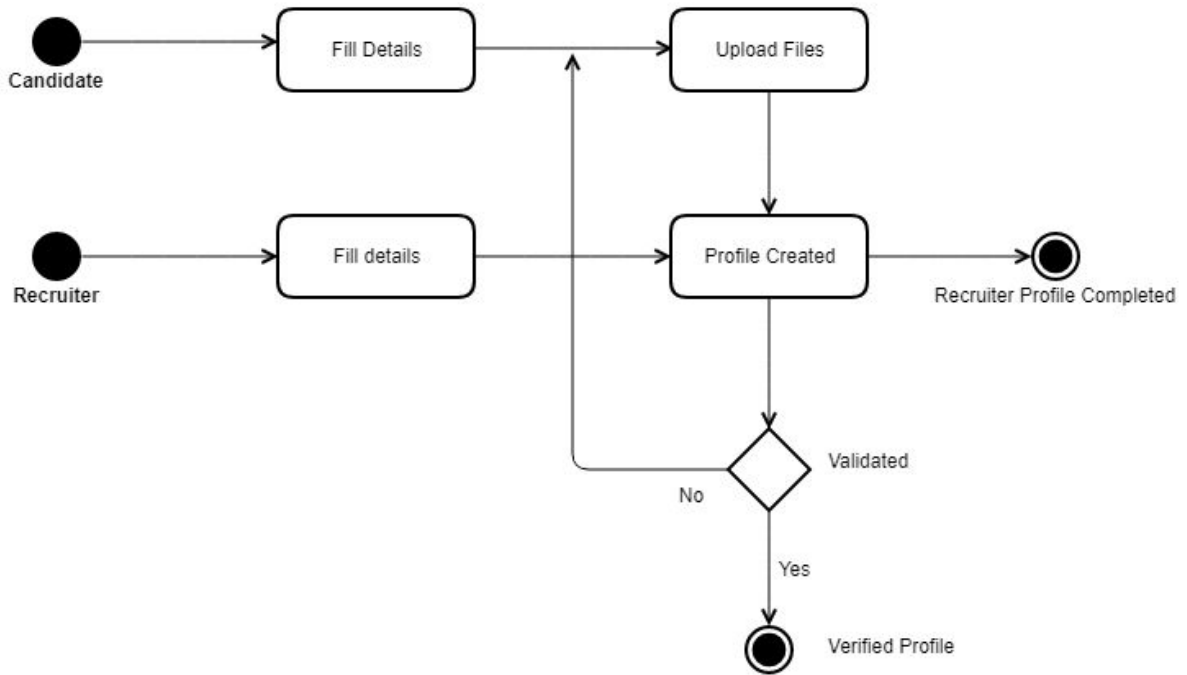 Fill Details
Upload Files
Candidate
Fill details
Profile Created
Recruiter
Recruiter Profile Completed
Validated
No
Yes
Verified Profile